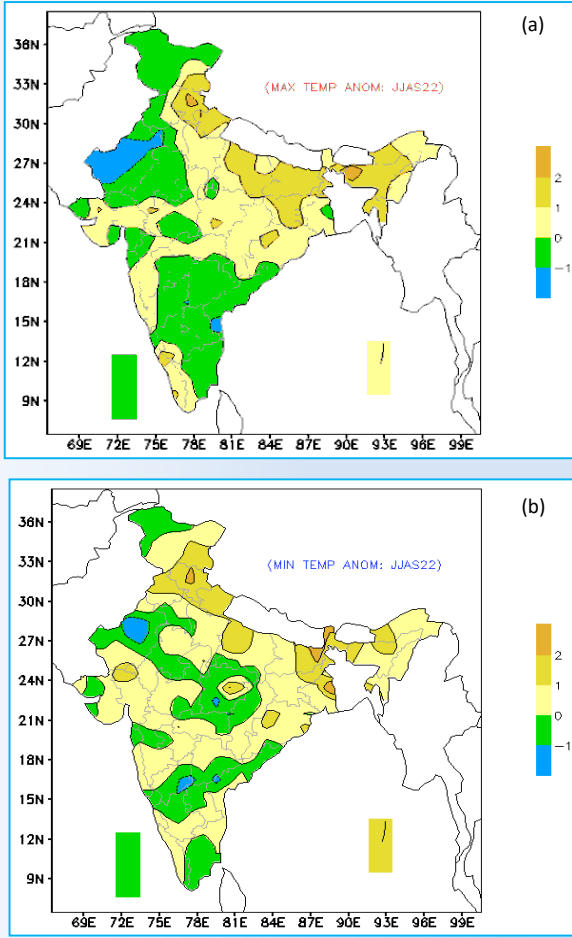 (a)
36N
(MAX TEMP ANOM: JJAS22)
33N
30N
27N
24N
21N
18N
15N
12N
9N
2
1
0
-1
69E 72E 75E 78E 81E 84E 87E 90E 93E 96E 99E
(b)
36N
33N
(MIN TEMP ANOM: JJAS22)
30N
27N
24N
21N
18N
15N
12N
9N
2
1
0
-1
69E 72E 75E 78E 81E 84E 87E 90E 93E 96E 99E